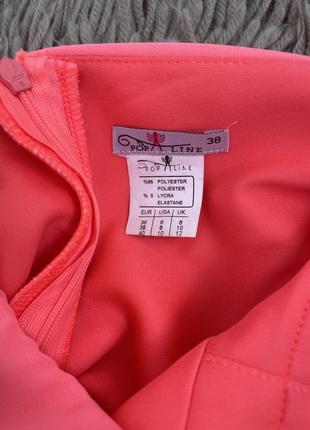 POP LINE 38
POP LINE
%95 POLYESTER
POLIESTER
% 5 LYCRA
ELASTANE
EUR USA UK
36 6 8
38 8 10
40 10 12